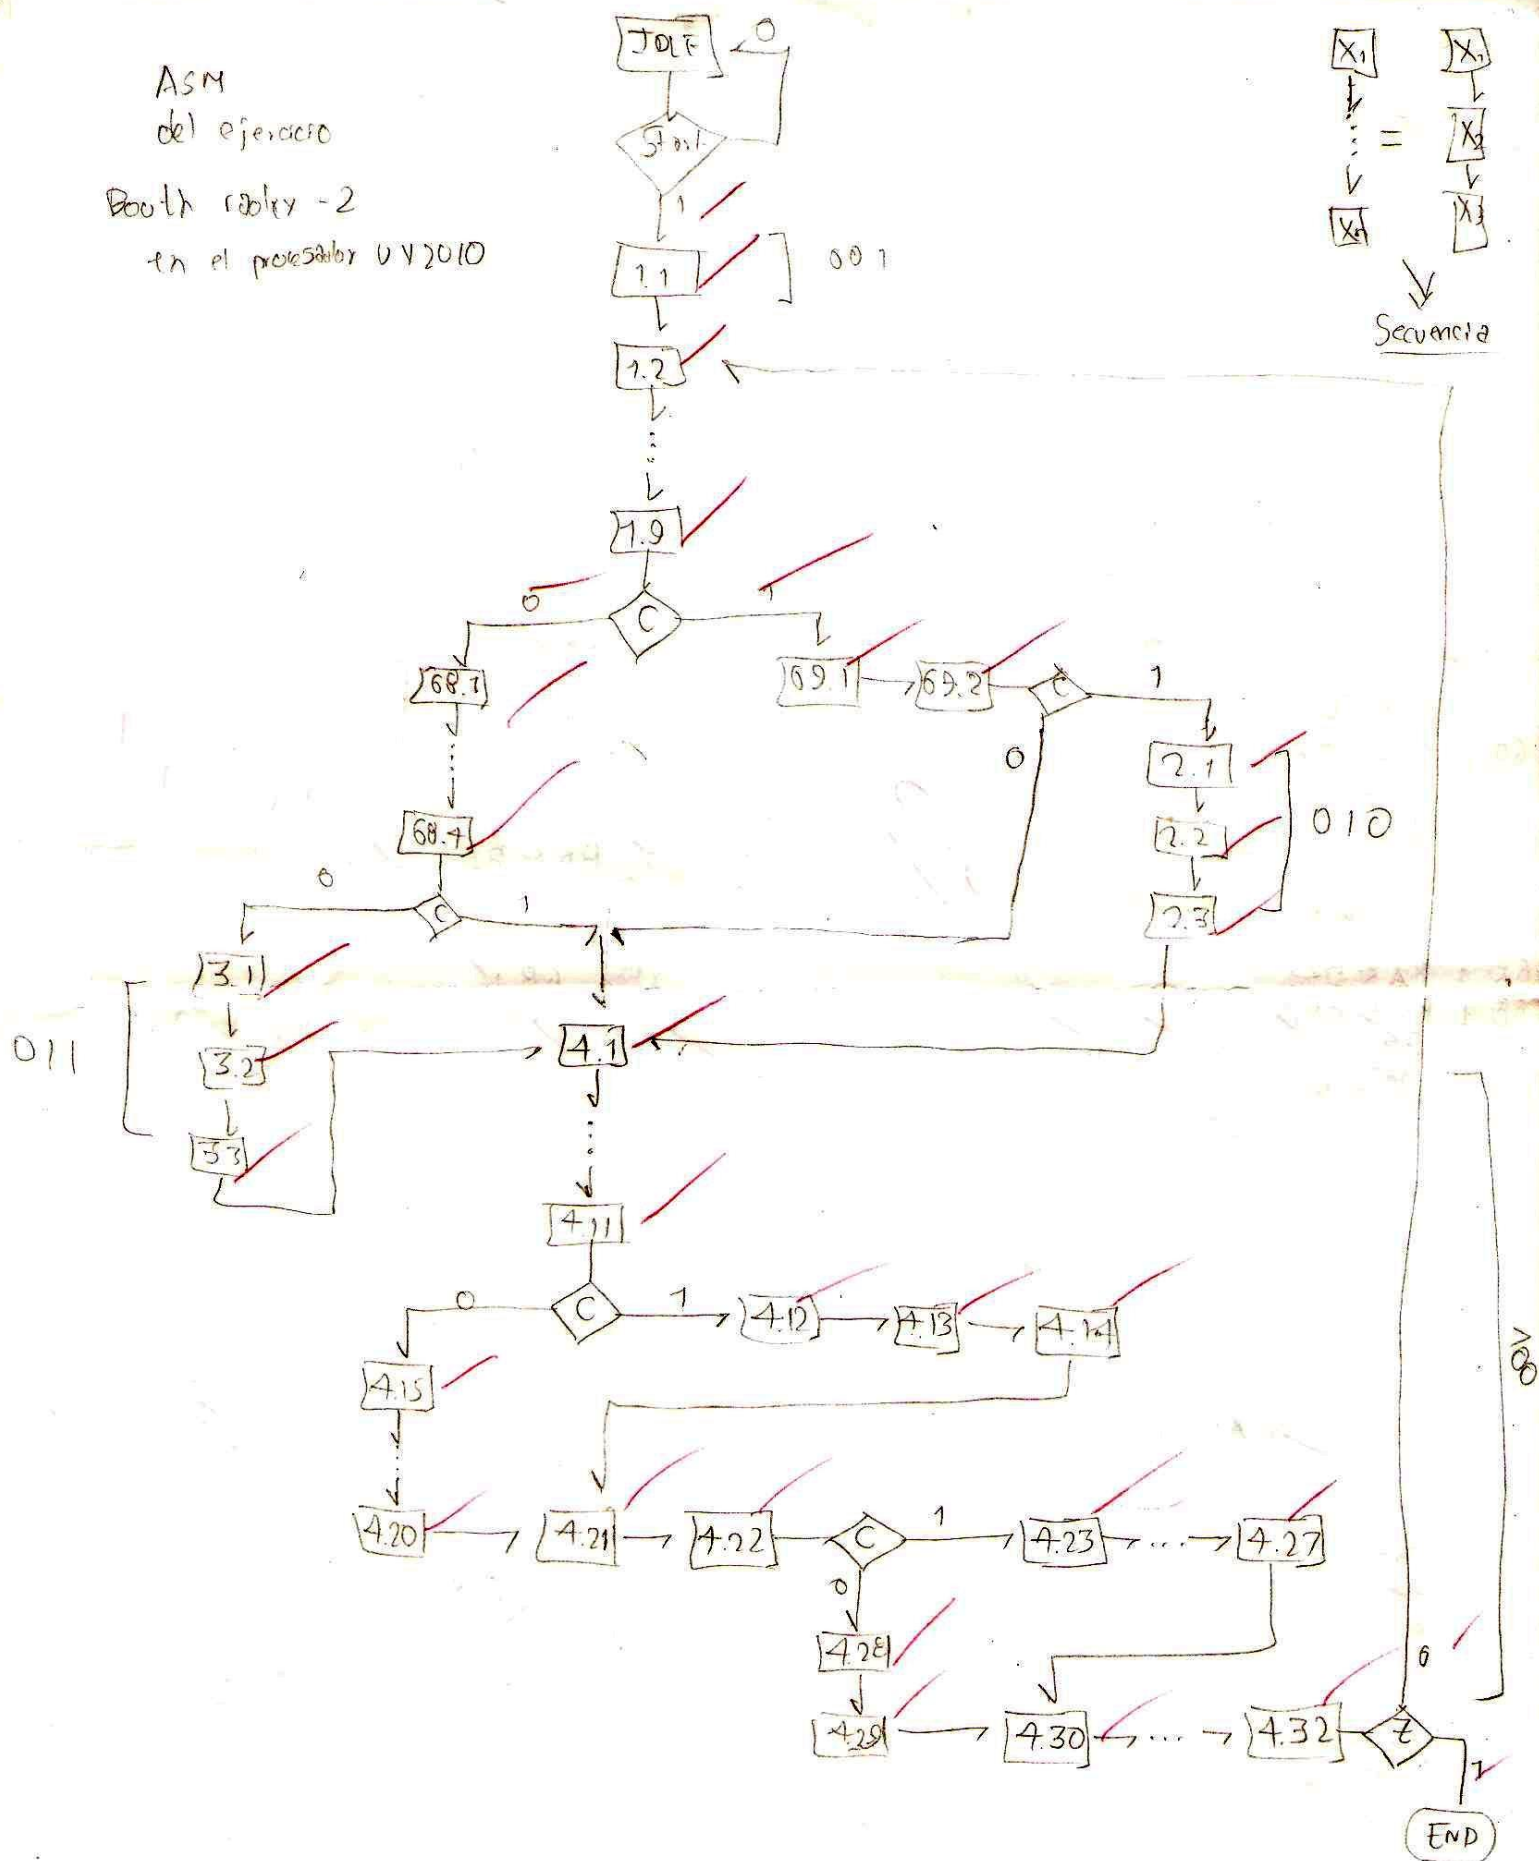 ASM
del ejercicio
Booth radix -2
en el procesador UV2010
IDLE
0
Start
1
1.1
001
1.2
1.9
C
0
1
68.1
69.1
69.2
C
1
0
2.1
2.2
2.3
010
68.4
C
0
1
3.1
3.2
3.3
011
4.1
4.11
C
0
1
4.12
4.13
4.14
4.15
4.20
4.21
4.22
C
1
4.23
...
4.27
0
4.28
4.29
4.30
...
4.32
Z
0
1
END
X1
Xn
=
X1
X2
X3
Secuencia